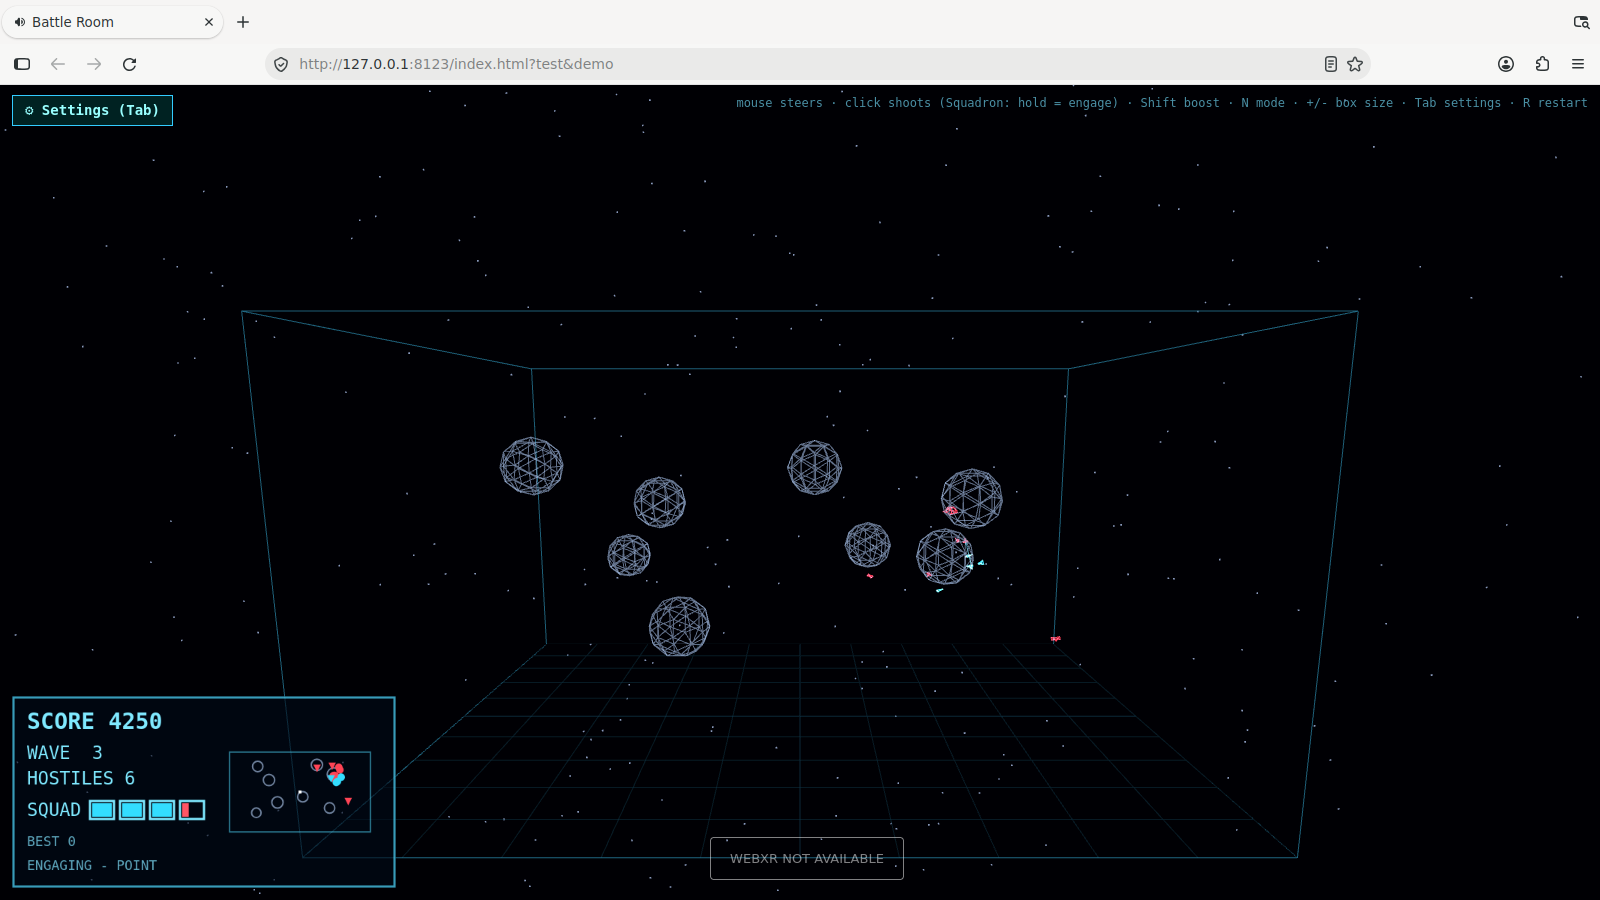 Battle Room
http://127.0.0.1:8123/index.html?test&demo
⚙ Settings (Tab)
mouse steers · click shoots (Squadron: hold = engage) · Shift boost · N mode · +/- box size · Tab settings · R restart
SCORE 4250
WAVE 3
HOSTILES 6
SQUAD
BEST 0
ENGAGING - POINT
WEBXR NOT AVAILABLE